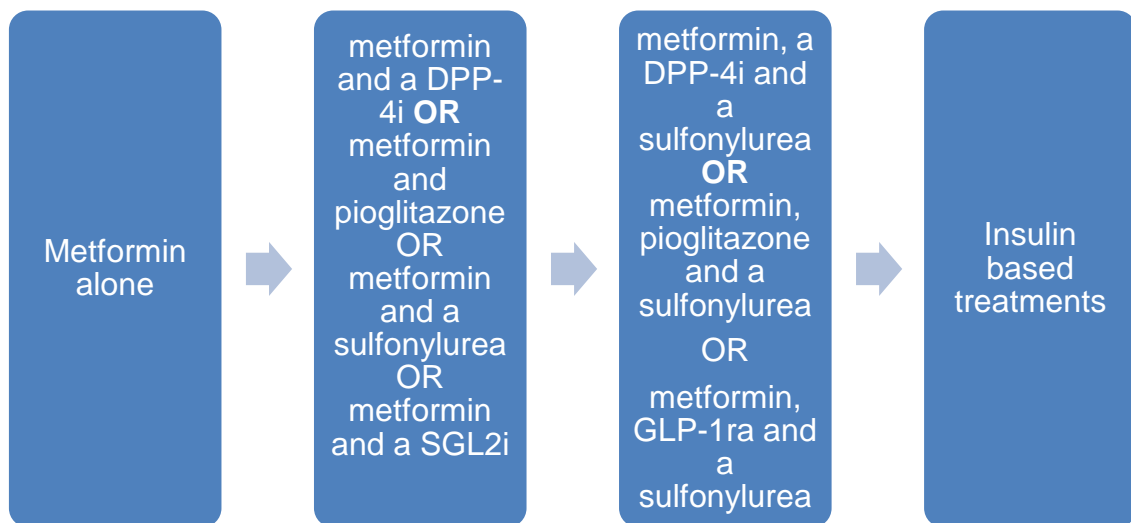 Metformin
alone
metformin
and a DPP-
4i OR
metformin
and
pioglitazone
OR
metformin
and a
sulfonylurea
OR
metformin
and a SGL2i
metformin, a
DPP-4i and
a
sulfonylurea
OR
metformin,
pioglitazone
and a
sulfonylurea
OR
metformin,
GLP-1ra and
a
sulfonylurea
Insulin
based
treatments